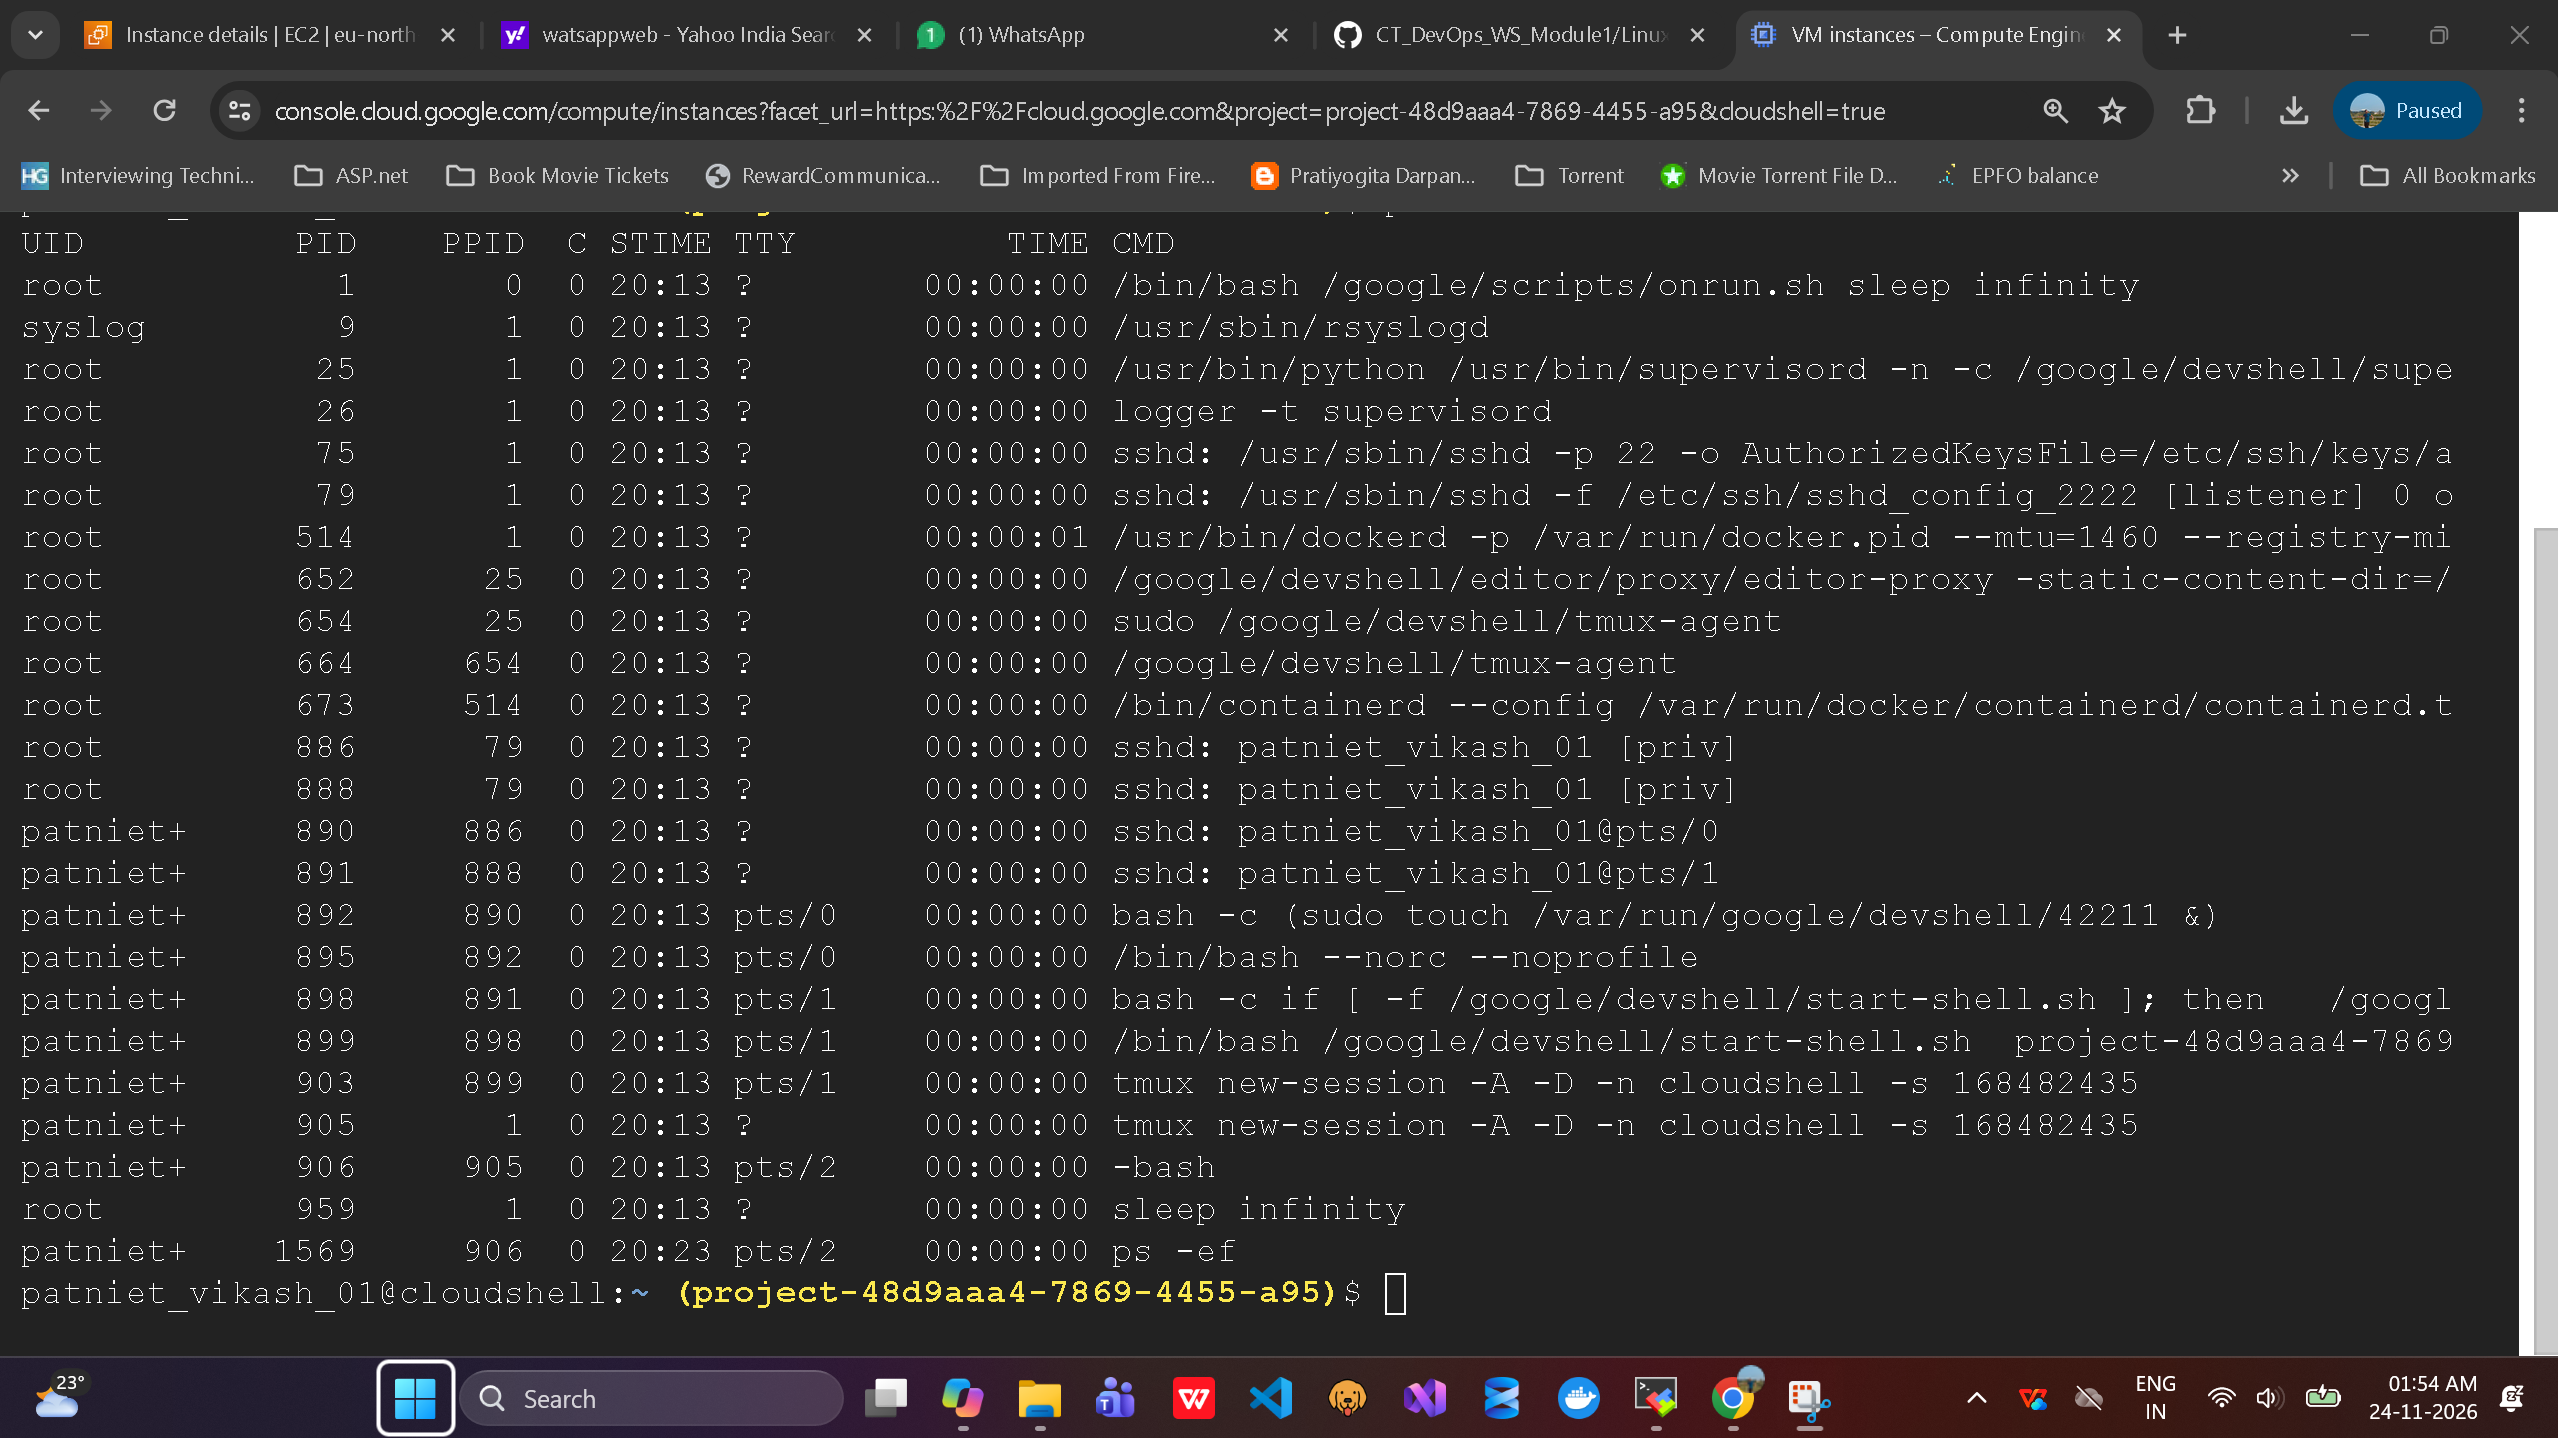 Instance details | EC2 | eu-north
watsappweb - Yahoo India Sear
(1) WhatsApp
CT_DevOps_WS_Module1/Linux
VM instances – Compute Engin
console.cloud.google.com/compute/instances?facet_url=https:%2F%2Fcloud.google.com&project=project-48d9aaa4-7869-4455-a95&cloudshell=true
Paused
Interviewing Techni...
ASP.net
Book Movie Tickets
RewardCommunica...
Imported From Fire...
Pratiyogita Darpan...
Torrent
Movie Torrent File D...
EPFO balance
All Bookmarks
UID PID PPID C STIME TTY TIME CMD
root 1 0 0 20:13 ? 00:00:00 /bin/bash /google/scripts/onrun.sh sleep infinity
syslog 9 1 0 20:13 ? 00:00:00 /usr/sbin/rsyslogd
root 25 1 0 20:13 ? 00:00:00 /usr/bin/python /usr/bin/supervisord -n -c /google/devshell/supe
root 26 1 0 20:13 ? 00:00:00 logger -t supervisord
root 75 1 0 20:13 ? 00:00:00 sshd: /usr/sbin/sshd -p 22 -o AuthorizedKeysFile=/etc/ssh/keys/a
root 79 1 0 20:13 ? 00:00:00 sshd: /usr/sbin/sshd -f /etc/ssh/sshd_config_2222 [listener] 0 o
root 514 1 0 20:13 ? 00:00:01 /usr/bin/dockerd -p /var/run/docker.pid --mtu=1460 --registry-mi
root 652 25 0 20:13 ? 00:00:00 /google/devshell/editor/proxy/editor-proxy -static-content-dir=/
root 654 25 0 20:13 ? 00:00:00 sudo /google/devshell/tmux-agent
root 664 654 0 20:13 ? 00:00:00 /google/devshell/tmux-agent
root 673 514 0 20:13 ? 00:00:00 /bin/containerd --config /var/run/docker/containerd/containerd.t
root 886 79 0 20:13 ? 00:00:00 sshd: patniet_vikash_01 [priv]
root 888 79 0 20:13 ? 00:00:00 sshd: patniet_vikash_01 [priv]
patniet+ 890 886 0 20:13 ? 00:00:00 sshd: patniet_vikash_01@pts/0
patniet+ 891 888 0 20:13 ? 00:00:00 sshd: patniet_vikash_01@pts/1
patniet+ 892 890 0 20:13 pts/0 00:00:00 bash -c (sudo touch /var/run/google/devshell/42211 &)
patniet+ 895 892 0 20:13 pts/0 00:00:00 /bin/bash --norc --noprofile
patniet+ 898 891 0 20:13 pts/1 00:00:00 bash -c if [ -f /google/devshell/start-shell.sh ]; then /googl
patniet+ 899 898 0 20:13 pts/1 00:00:00 /bin/bash /google/devshell/start-shell.sh project-48d9aaa4-7869
patniet+ 903 899 0 20:13 pts/1 00:00:00 tmux new-session -A -D -n cloudshell -s 168482435
patniet+ 905 1 0 20:13 ? 00:00:00 tmux new-session -A -D -n cloudshell -s 168482435
patniet+ 906 905 0 20:13 pts/2 00:00:00 -bash
root 959 1 0 20:13 ? 00:00:00 sleep infinity
patniet+ 1569 906 0 20:23 pts/2 00:00:00 ps -ef
patniet_vikash_01@cloudshell:~ (project-48d9aaa4-7869-4455-a95)$
23°
Search
ENG
IN
01:54 AM
24-11-2026